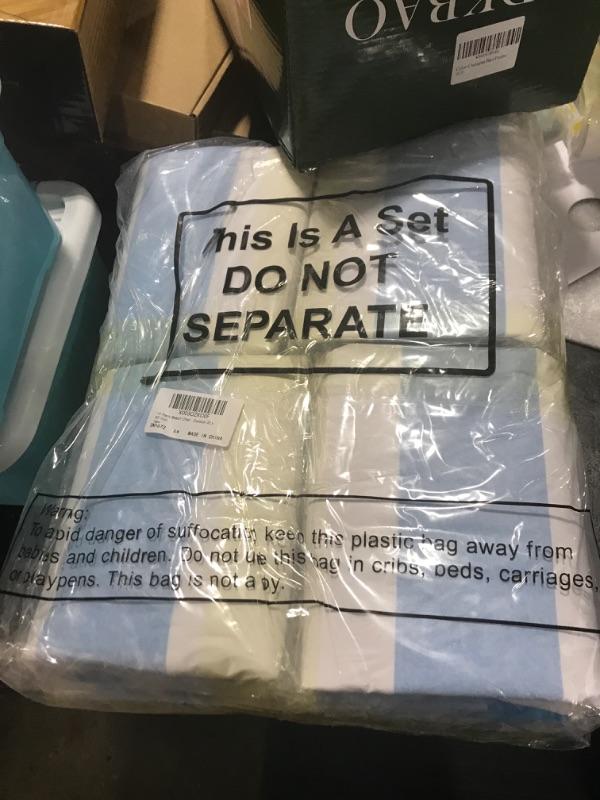 DKBAO
This Is A Set
DO NOT
SEPARATE
MADE IN CHINA
Warning:
To avoid danger of suffocation, keep this plastic bag away from
babies and children. Do not use this bag in cribs, beds, carriages,
or playpens. This bag is not a toy.